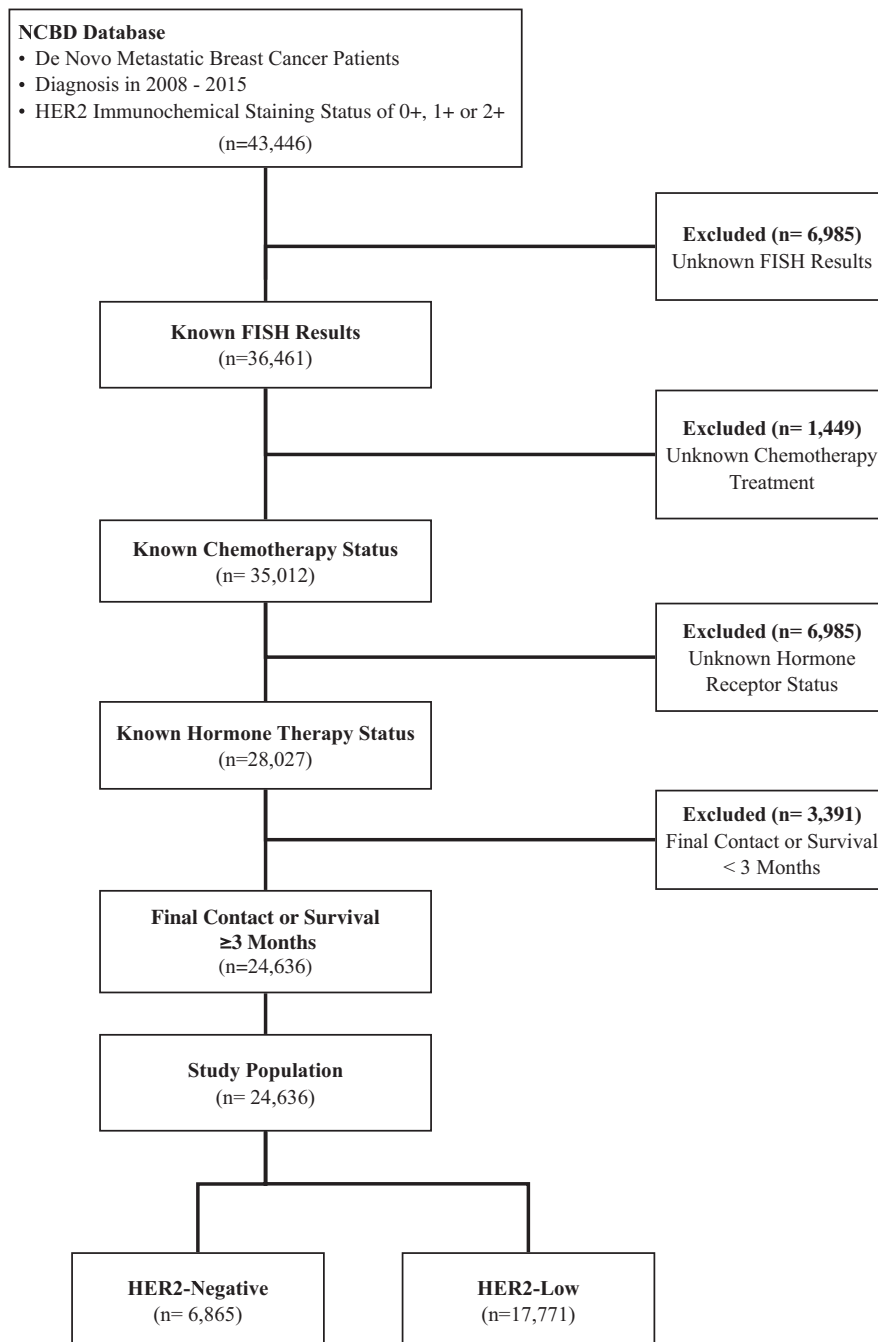 NCBD Database
• De Novo Metastatic Breast Cancer Patients
• Diagnosis in 2008 - 2015
• HER2 Immunochemical Staining Status of 0+, 1+ or 2+
(n=43,446)
Excluded (n= 6,985)
Unknown FISH Results
Known FISH Results
(n=36,461)
Excluded (n= 1,449)
Unknown Chemotherapy
Treatment
Known Chemotherapy Status
(n= 35,012)
Excluded (n= 6,985)
Unknown Hormone
Receptor Status
Known Hormone Therapy Status
(n=28,027)
Excluded (n= 3,391)
Final Contact or Survival
< 3 Months
Final Contact or Survival
≥3 Months
(n=24,636)
Study Population
(n= 24,636)
HER2-Negative
(n= 6,865)
HER2-Low
(n=17,771)